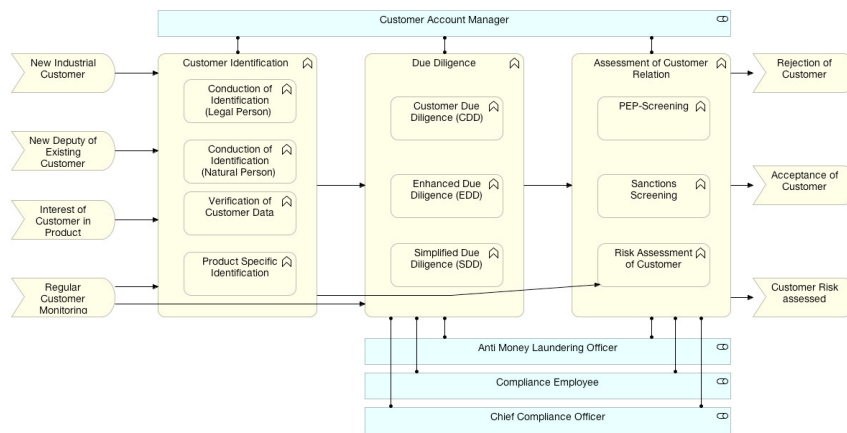 Customer Account Manager
New Industrial
Customer
New Deputy of
Existing
Customer
Interest of
Customer in
Product
Regular
Customer
Monitoring
Customer Identification
Conduction of
Identification
(Legal Person)
Conduction of
Identification
(Natural Person)
Verification of
Customer Data
Product Specific
Identification
Due Diligence
Customer Due
Diligence (CDD)
Enhanced Due
Diligence (EDD)
Simplified Due
Diligence (SDD)
Assessment of Customer
Relation
PEP-Screening
Sanctions
Screening
Risk Assessment
of Customer
Rejection of
Customer
Acceptance of
Customer
Customer Risk
assessed
Anti Money Laundering Officer
Compliance Employee
Chief Compliance Officer